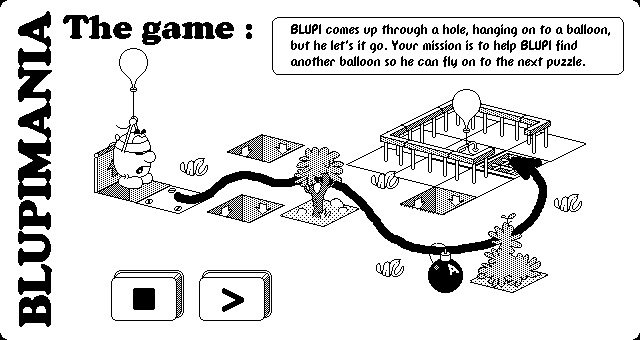 BLUPIMANIA
The game :
BLUPI comes up through a hole, hanging on to a balloon,
but he let's it go. Your mission is to help BLUPI find
another balloon so he can fly on to the next puzzle.
A
>